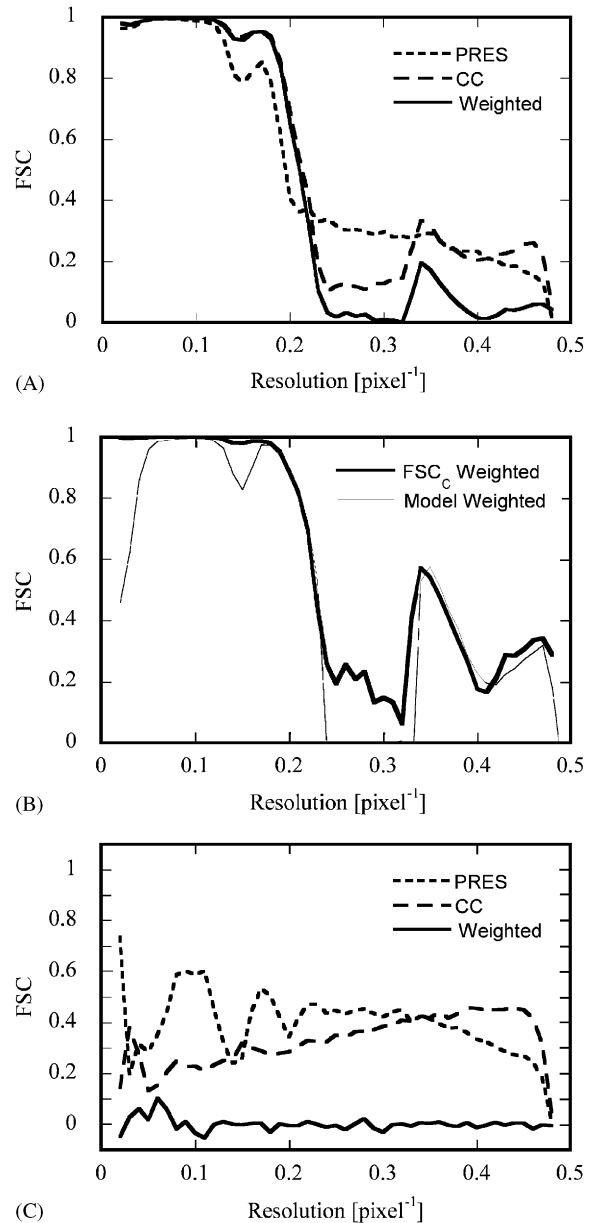 1
0.8
0.6
0.4
0.2
0
FSC
PRES
CC
Weighted
0 0.1 0.2 0.3 0.4 0.5
Resolution [pixel⁻¹]
(A)
1
0.8
0.6
0.4
0.2
0
FSC
FSC_C Weighted
Model Weighted
0 0.1 0.2 0.3 0.4 0.5
Resolution [pixel⁻¹]
(B)
1
0.8
0.6
0.4
0.2
0
FSC
PRES
CC
Weighted
0 0.1 0.2 0.3 0.4 0.5
Resolution [pixel⁻¹]
(C)